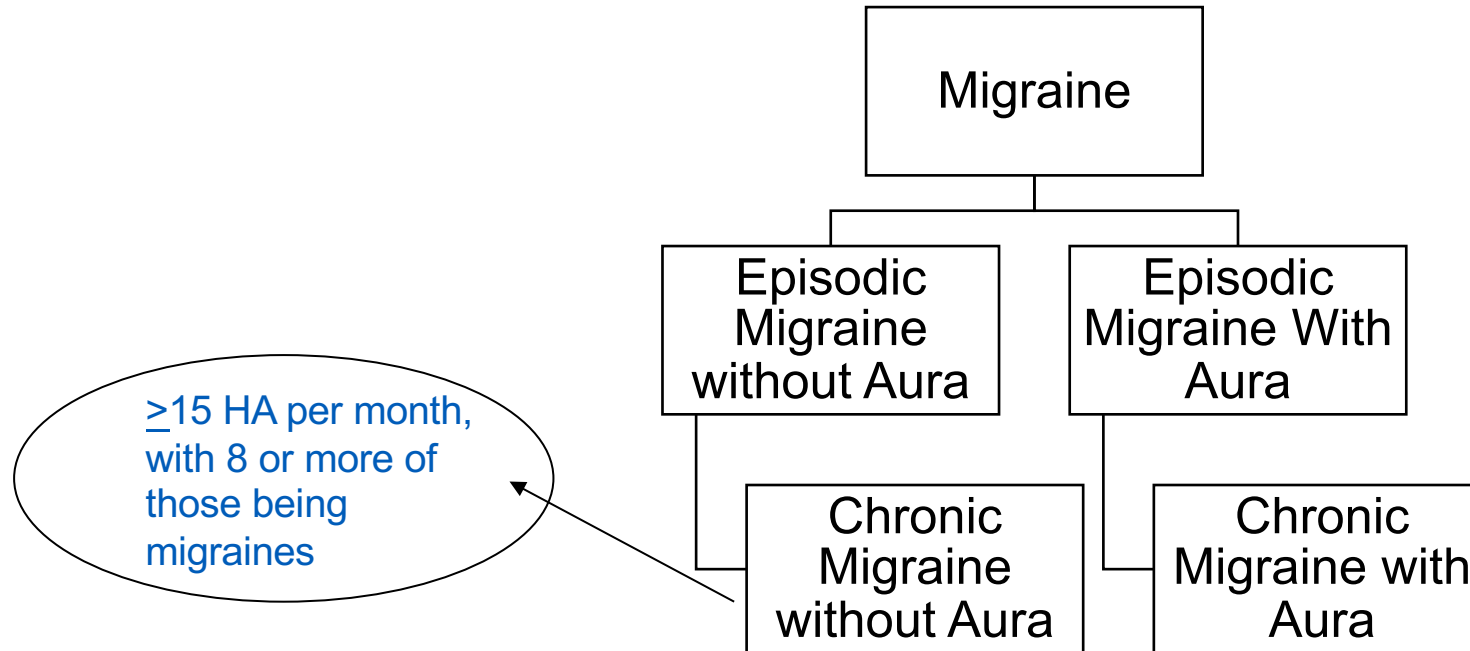 Migraine
Episodic
Migraine
without Aura
Episodic
Migraine With
Aura
≥15 HA per month,
with 8 or more of
those being
migraines
Chronic
Migraine
without Aura
Chronic
Migraine with
Aura